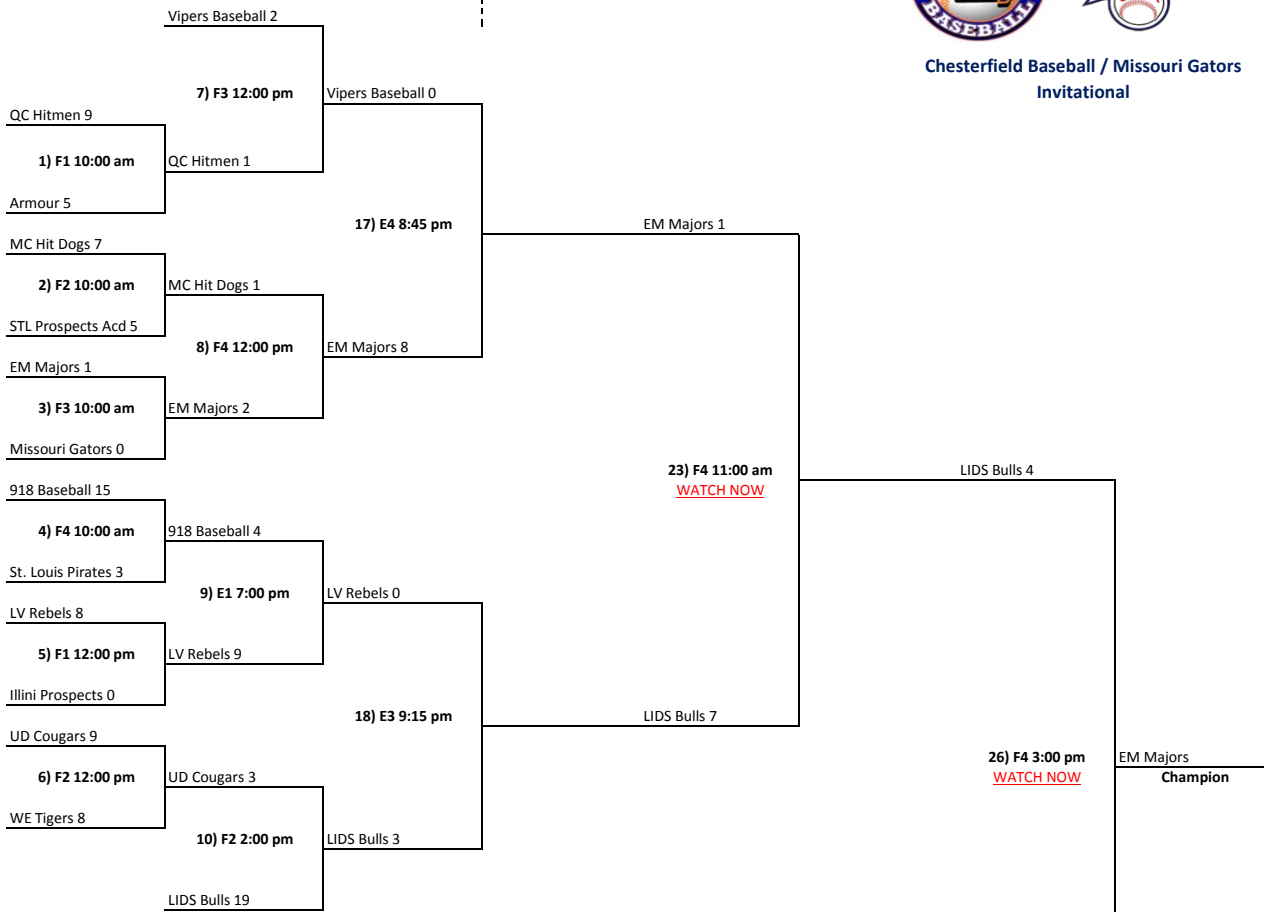 Vipers Baseball 2
BASEBALL
Chesterfield Baseball / Missouri Gators
Invitational
7) F3 12:00 pm
Vipers Baseball 0
QC Hitmen 9
1) F1 10:00 am
QC Hitmen 1
Armour 5
17) E4 8:45 pm
EM Majors 1
MC Hit Dogs 7
2) F2 10:00 am
MC Hit Dogs 1
STL Prospects Acd 5
8) F4 12:00 pm
EM Majors 8
EM Majors 1
3) F3 10:00 am
EM Majors 2
Missouri Gators 0
23) F4 11:00 am
WATCH NOW
LIDS Bulls 4
918 Baseball 15
4) F4 10:00 am
918 Baseball 4
St. Louis Pirates 3
9) E1 7:00 pm
LV Rebels 0
LV Rebels 8
5) F1 12:00 pm
LV Rebels 9
Illini Prospects 0
18) E3 9:15 pm
LIDS Bulls 7
UD Cougars 9
6) F2 12:00 pm
UD Cougars 3
WE Tigers 8
26) F4 3:00 pm
WATCH NOW
EM Majors
Champion
10) F2 2:00 pm
LIDS Bulls 3
LIDS Bulls 19